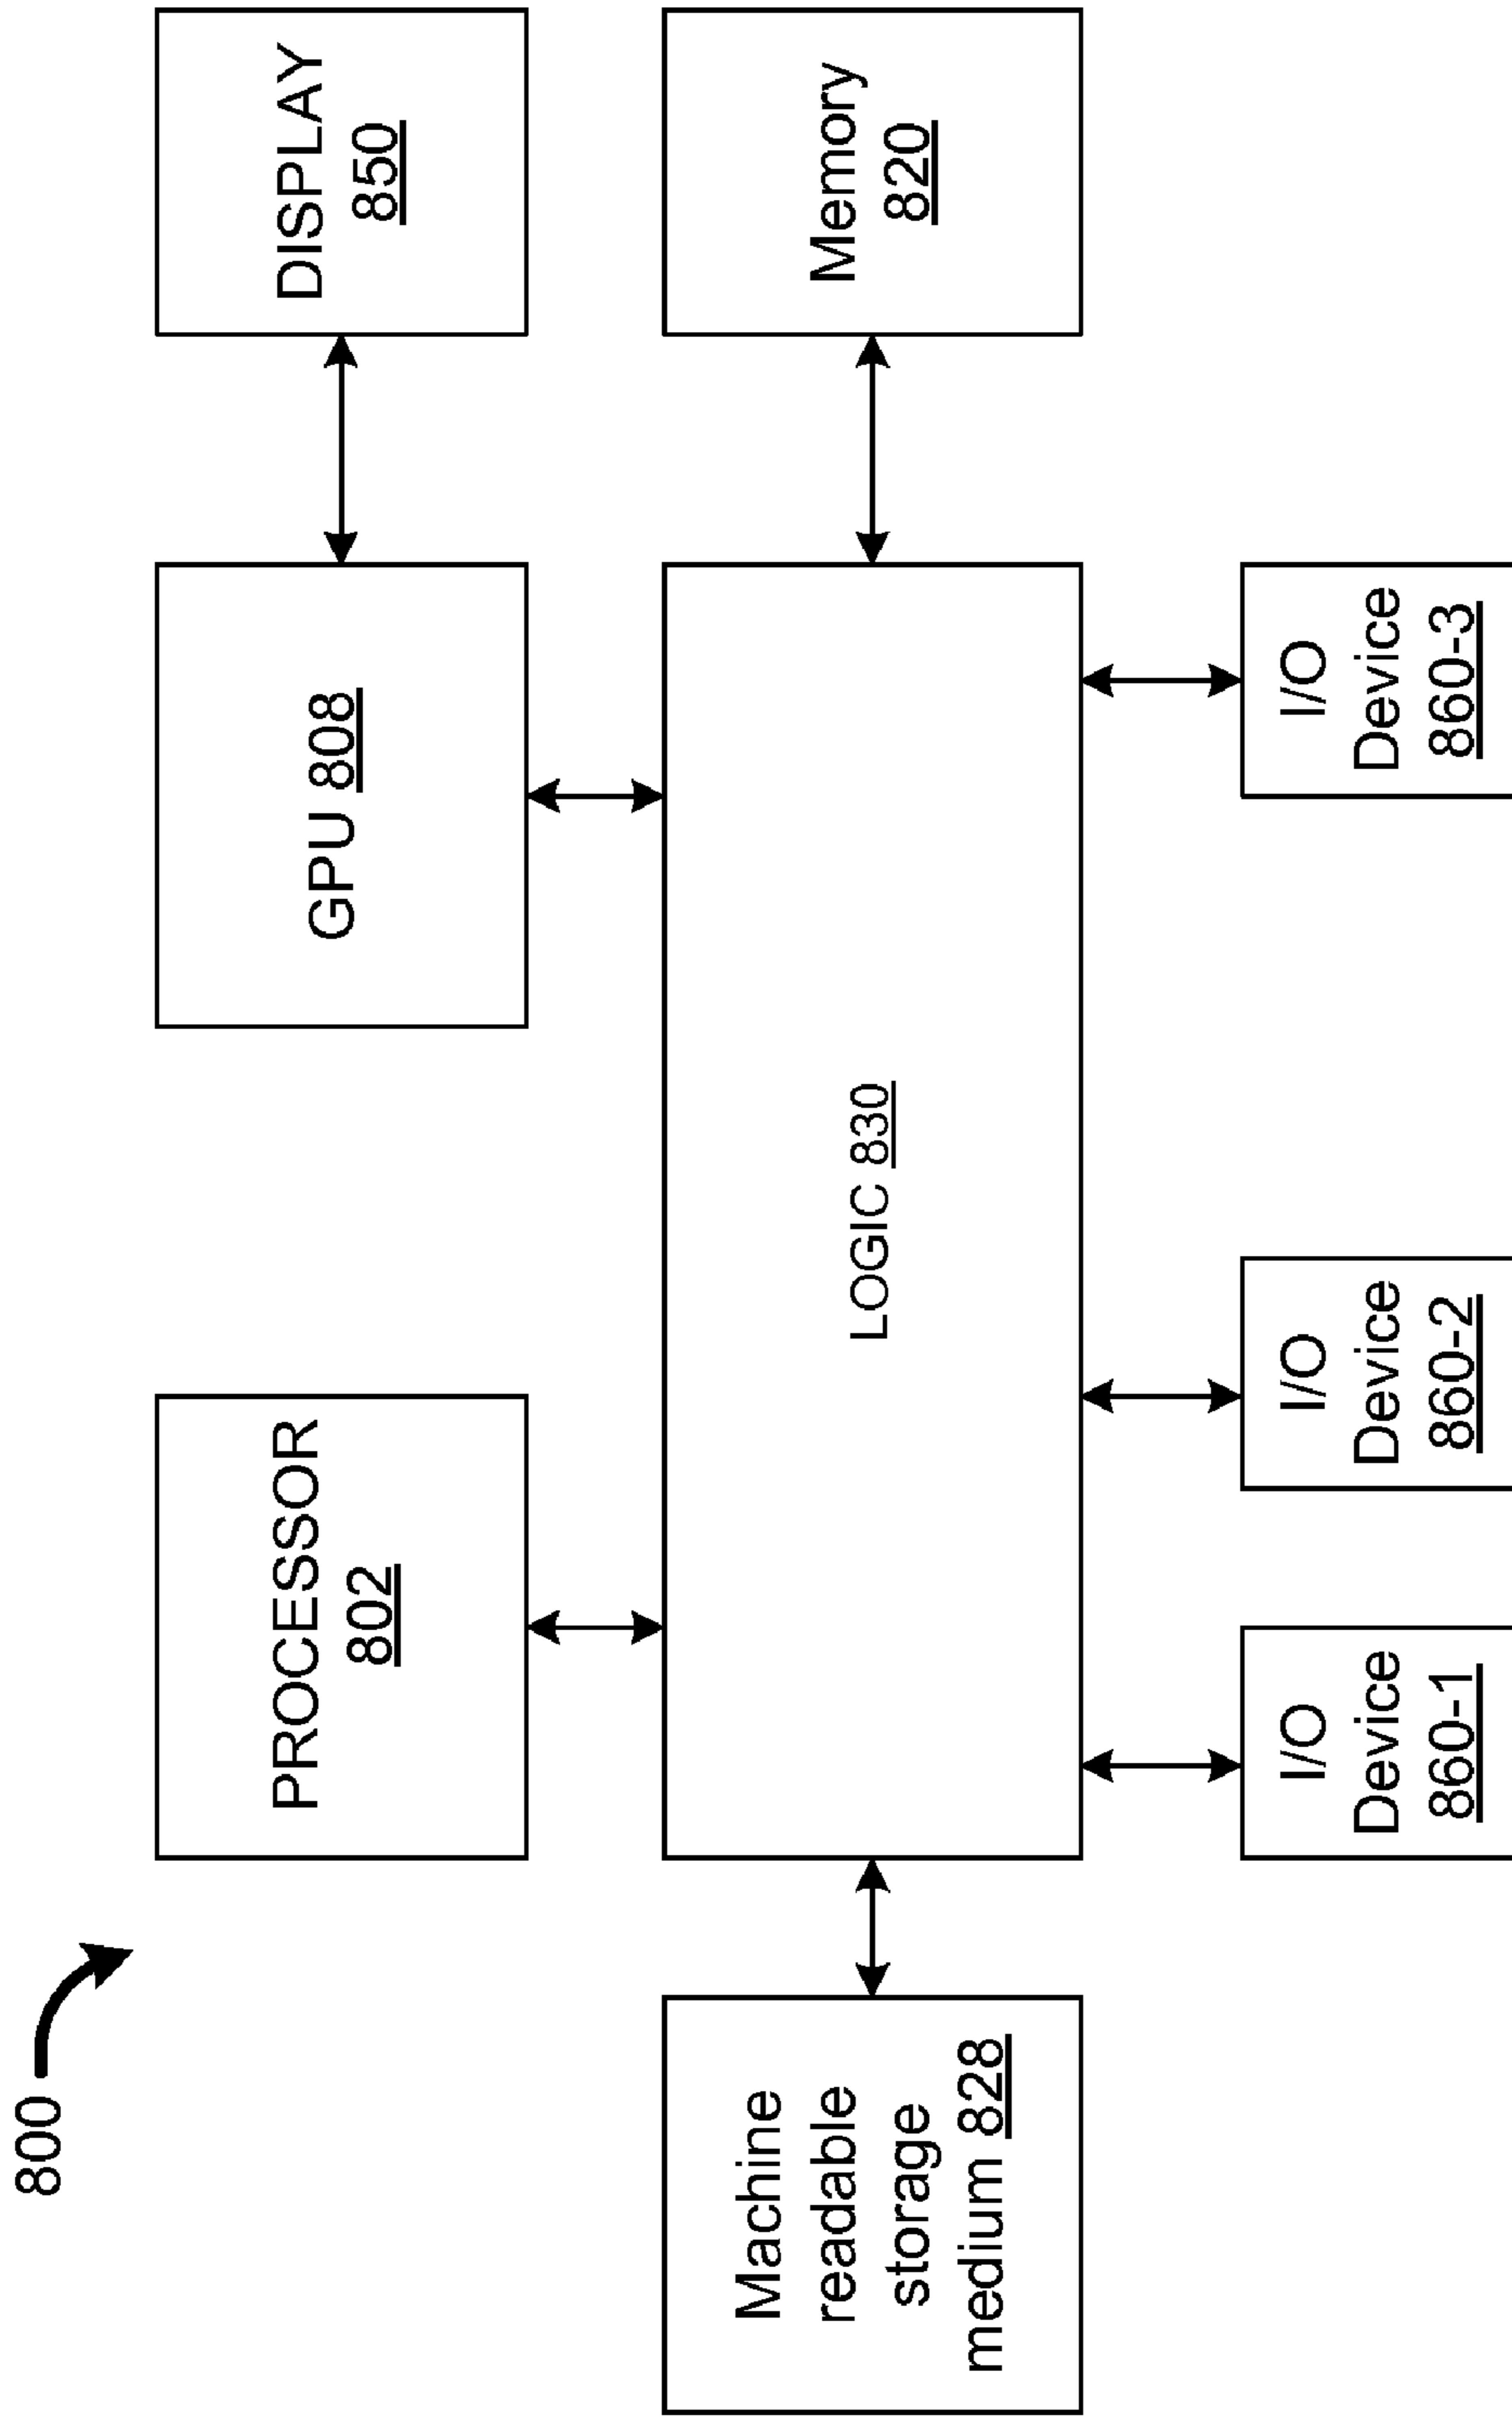 800
PROCESSOR
802
GPU 808
DISPLAY
850
Machine
readable
storage
medium 828
LOGIC 830
Memory
820
I/O
Device
860-1
I/O
Device
860-2
I/O
Device
860-3